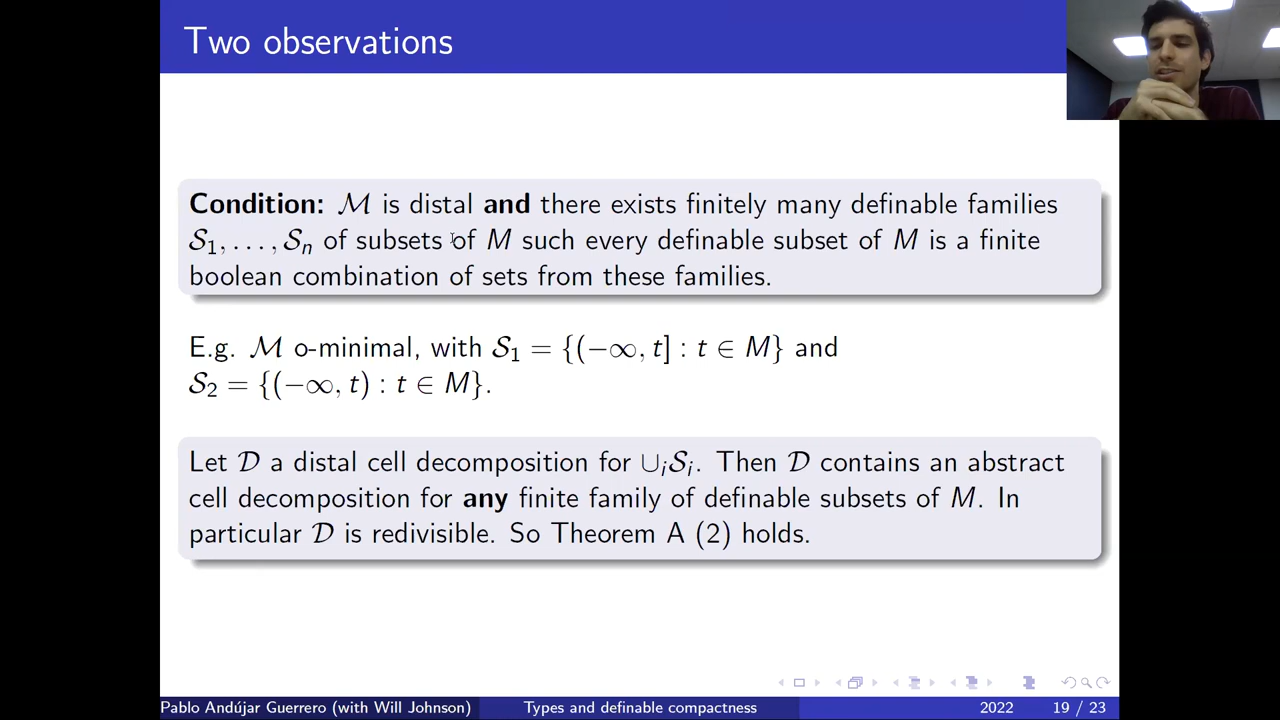 Two observations
Condition: ℳ is distal and there exists finitely many definable families
𝒮₁, . . . , 𝒮ₙ of subsets of M such every definable subset of M is a finite
boolean combination of sets from these families.
E.g. ℳ o-minimal, with 𝒮₁ = {(−∞, t] : t ∈ M} and
𝒮₂ = {(−∞, t) : t ∈ M}.
Let 𝒟 a distal cell decomposition for ∪ᵢ𝒮ᵢ. Then 𝒟 contains an abstract
cell decomposition for any finite family of definable subsets of M. In
particular 𝒟 is redivisible. So Theorem A (2) holds.
Pablo Andújar Guerrero (with Will Johnson) Types and definable compactness 2022 19 / 23